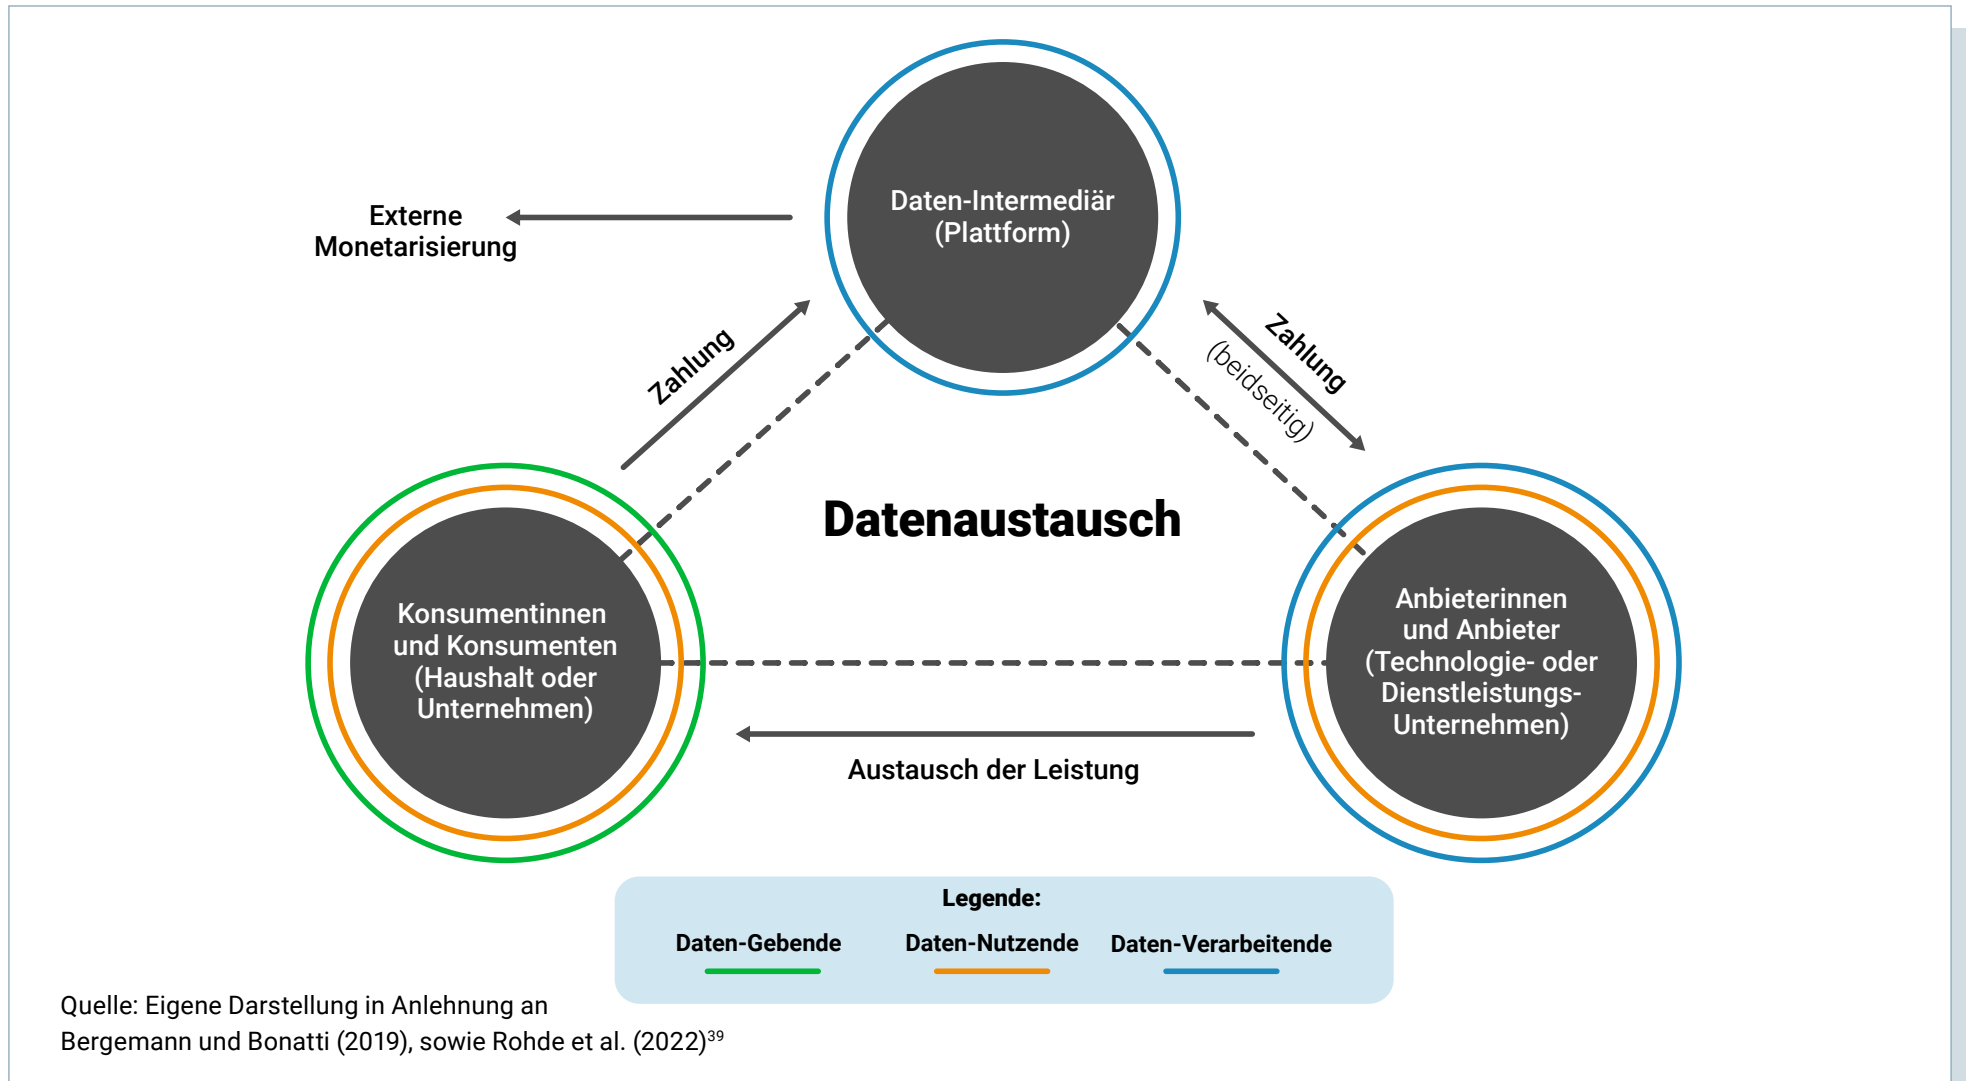 Daten-Intermediär
(Plattform)
Externe
Monetarisierung
Zahlung
Zahlung
(beidseitig)
Datenaustausch
Konsumentinnen
und Konsumenten
(Haushalt oder
Unternehmen)
Anbieterinnen
und Anbieter
(Technologie- oder
Dienstleistungs-
Unternehmen)
Austausch der Leistung
Legende:
Daten-Gebende
Daten-Nutzende
Daten-Verarbeitende
Quelle: Eigene Darstellung in Anlehnung an
Bergemann und Bonatti (2019), sowie Rohde et al. (2022)³⁹